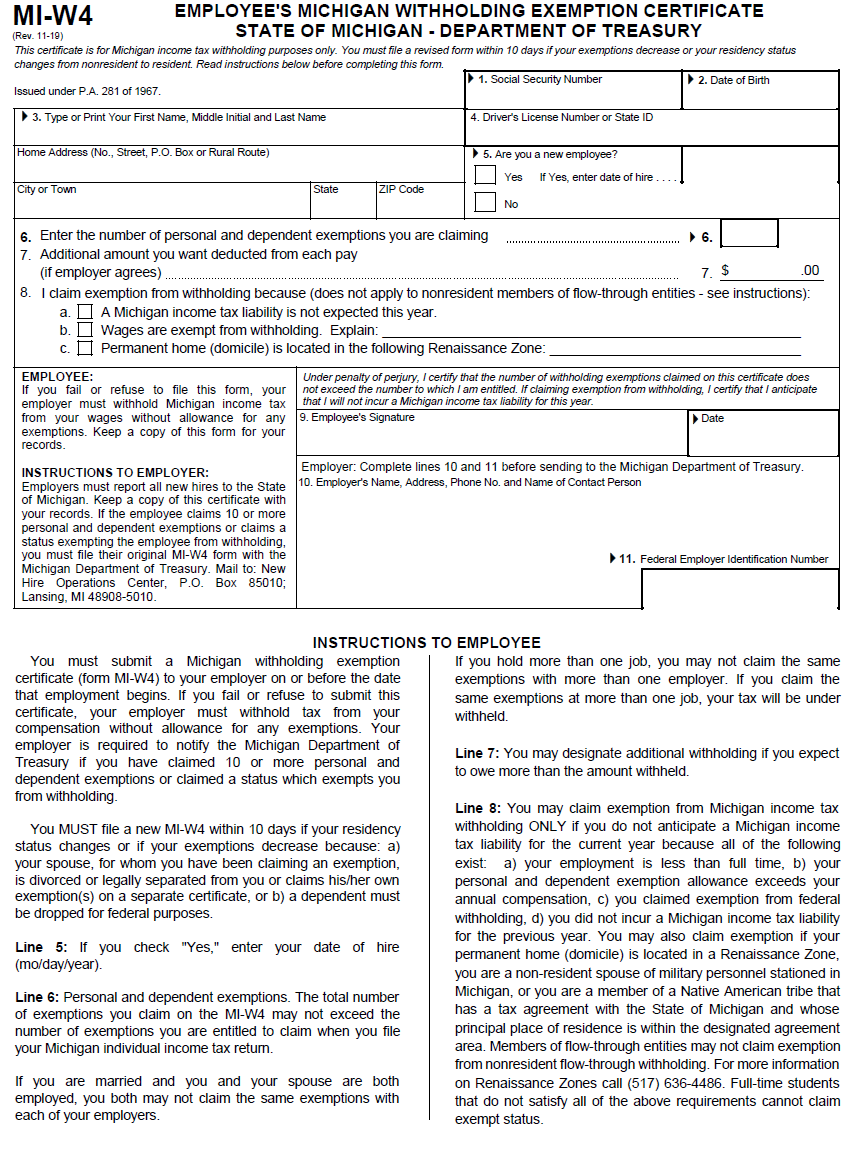 MI-W4
(Rev. 11-19)
EMPLOYEE'S MICHIGAN WITHHOLDING EXEMPTION CERTIFICATE
STATE OF MICHIGAN - DEPARTMENT OF TREASURY
This certificate is for Michigan income tax withholding purposes only. You must file a revised form within 10 days if your exemptions decrease or your residency status
changes from nonresident to resident. Read instructions below before completing this form.
Issued under P.A. 281 of 1967.
1. Social Security Number
2. Date of Birth
3. Type or Print Your First Name, Middle Initial and Last Name
4. Driver's License Number or State ID
Home Address (No., Street, P.O. Box or Rural Route)
5. Are you a new employee?
Yes If Yes, enter date of hire . . . .
City or Town
State
ZIP Code
No
6. Enter the number of personal and dependent exemptions you are claiming 6.
7. Additional amount you want deducted from each pay
(if employer agrees) 7. $ .00
8. I claim exemption from withholding because (does not apply to nonresident members of flow-through entities - see instructions):
a. A Michigan income tax liability is not expected this year.
b. Wages are exempt from withholding. Explain:
c. Permanent home (domicile) is located in the following Renaissance Zone:
EMPLOYEE:
If you fail or refuse to file this form, your
employer must withhold Michigan income tax
from your wages without allowance for any
exemptions. Keep a copy of this form for your
records.
INSTRUCTIONS TO EMPLOYER:
Employers must report all new hires to the State
of Michigan. Keep a copy of this certificate with
your records. If the employee claims 10 or more
personal and dependent exemptions or claims a
status exempting the employee from withholding,
you must file their original MI-W4 form with the
Michigan Department of Treasury. Mail to: New
Hire Operations Center, P.O. Box 85010;
Lansing, MI 48908-5010.
Under penalty of perjury, I certify that the number of withholding exemptions claimed on this certificate does
not exceed the number to which I am entitled. If claiming exemption from withholding, I certify that I anticipate
that I will not incur a Michigan income tax liability for this year.
9. Employee's Signature
Date
Employer: Complete lines 10 and 11 before sending to the Michigan Department of Treasury.
10. Employer's Name, Address, Phone No. and Name of Contact Person
11. Federal Employer Identification Number
INSTRUCTIONS TO EMPLOYEE
You must submit a Michigan withholding exemption
certificate (form MI-W4) to your employer on or before the date
that employment begins. If you fail or refuse to submit this
certificate, your employer must withhold tax from your
compensation without allowance for any exemptions. Your
employer is required to notify the Michigan Department of
Treasury if you have claimed 10 or more personal and
dependent exemptions or claimed a status which exempts you
from withholding.
You MUST file a new MI-W4 within 10 days if your residency
status changes or if your exemptions decrease because: a)
your spouse, for whom you have been claiming an exemption,
is divorced or legally separated from you or claims his/her own
exemption(s) on a separate certificate, or b) a dependent must
be dropped for federal purposes.
Line 5: If you check "Yes," enter your date of hire
(mo/day/year).
Line 6: Personal and dependent exemptions. The total number
of exemptions you claim on the MI-W4 may not exceed the
number of exemptions you are entitled to claim when you file
your Michigan individual income tax return.
If you are married and you and your spouse are both
employed, you both may not claim the same exemptions with
each of your employers.
If you hold more than one job, you may not claim the same
exemptions with more than one employer. If you claim the
same exemptions at more than one job, your tax will be under
withheld.
Line 7: You may designate additional withholding if you expect
to owe more than the amount withheld.
Line 8: You may claim exemption from Michigan income tax
withholding ONLY if you do not anticipate a Michigan income
tax liability for the current year because all of the following
exist: a) your employment is less than full time, b) your
personal and dependent exemption allowance exceeds your
annual compensation, c) you claimed exemption from federal
withholding, d) you did not incur a Michigan income tax liability
for the previous year. You may also claim exemption if your
permanent home (domicile) is located in a Renaissance Zone,
you are a non-resident spouse of military personnel stationed in
Michigan, or you are a member of a Native American tribe that
has a tax agreement with the State of Michigan and whose
principal place of residence is within the designated agreement
area. Members of flow-through entities may not claim exemption
from nonresident flow-through withholding. For more information
on Renaissance Zones call (517) 636-4486. Full-time students
that do not satisfy all of the above requirements cannot claim
exempt status.